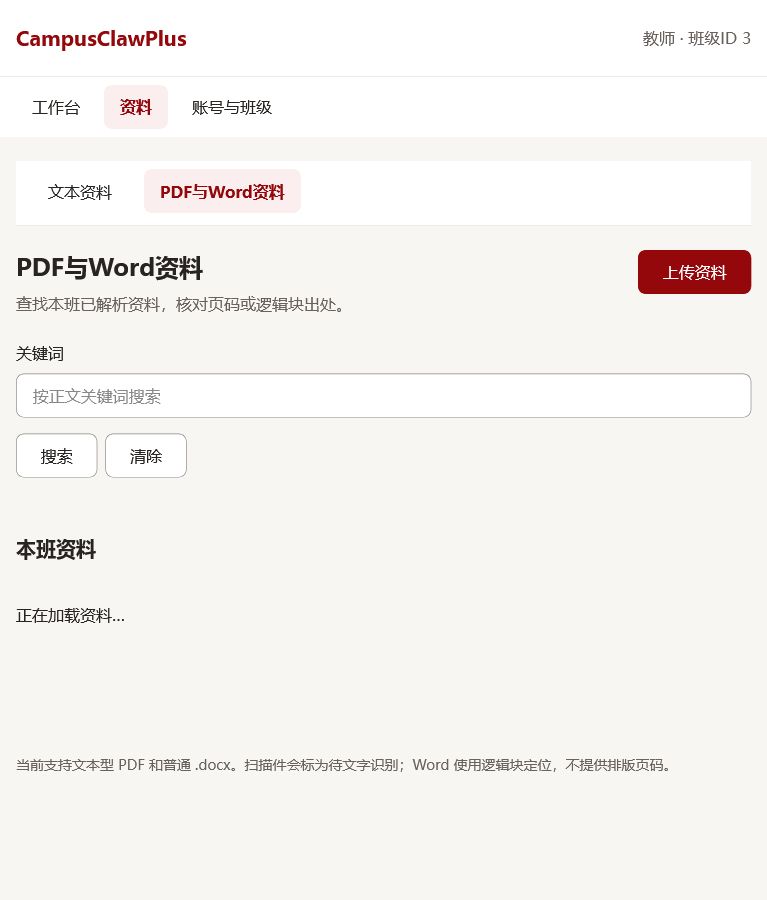 CampusClawPlus
教师 · 班级ID 3
工作台
资料
账号与班级
文本资料
PDF与Word资料
PDF与Word资料
上传资料
查找本班已解析资料，核对页码或逻辑块出处。
关键词
按正文关键词搜索
搜索
清除
本班资料
正在加载资料...
当前支持文本型 PDF 和普通 .docx。扫描件会标为待文字识别；Word 使用逻辑块定位，不提供排版页码。